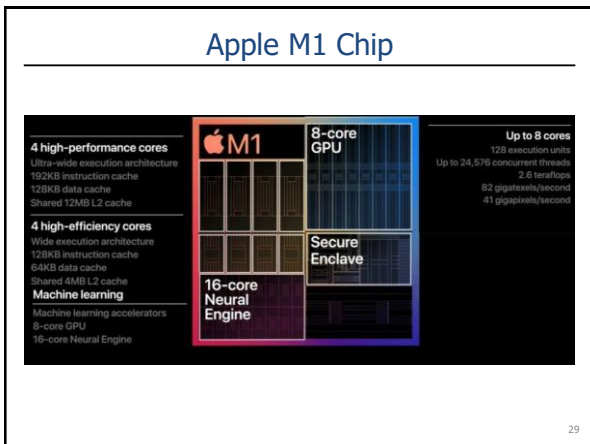 Apple M1 Chip
4 high-performance cores
Ultra-wide execution architecture
192KB instruction cache
128KB data cache
Shared 12MB L2 cache
4 high-efficiency cores
Wide execution architecture
128KB instruction cache
64KB data cache
Shared 4MB L2 cache
Machine learning
Machine learning accelerators
8-core GPU
16-core Neural Engine
M1
8-core
GPU
Secure
Enclave
16-core
Neural
Engine
Up to 8 cores
128 execution units
Up to 24,576 concurrent threads
2.6 teraflops
82 gigatexels/second
41 gigapixels/second
29